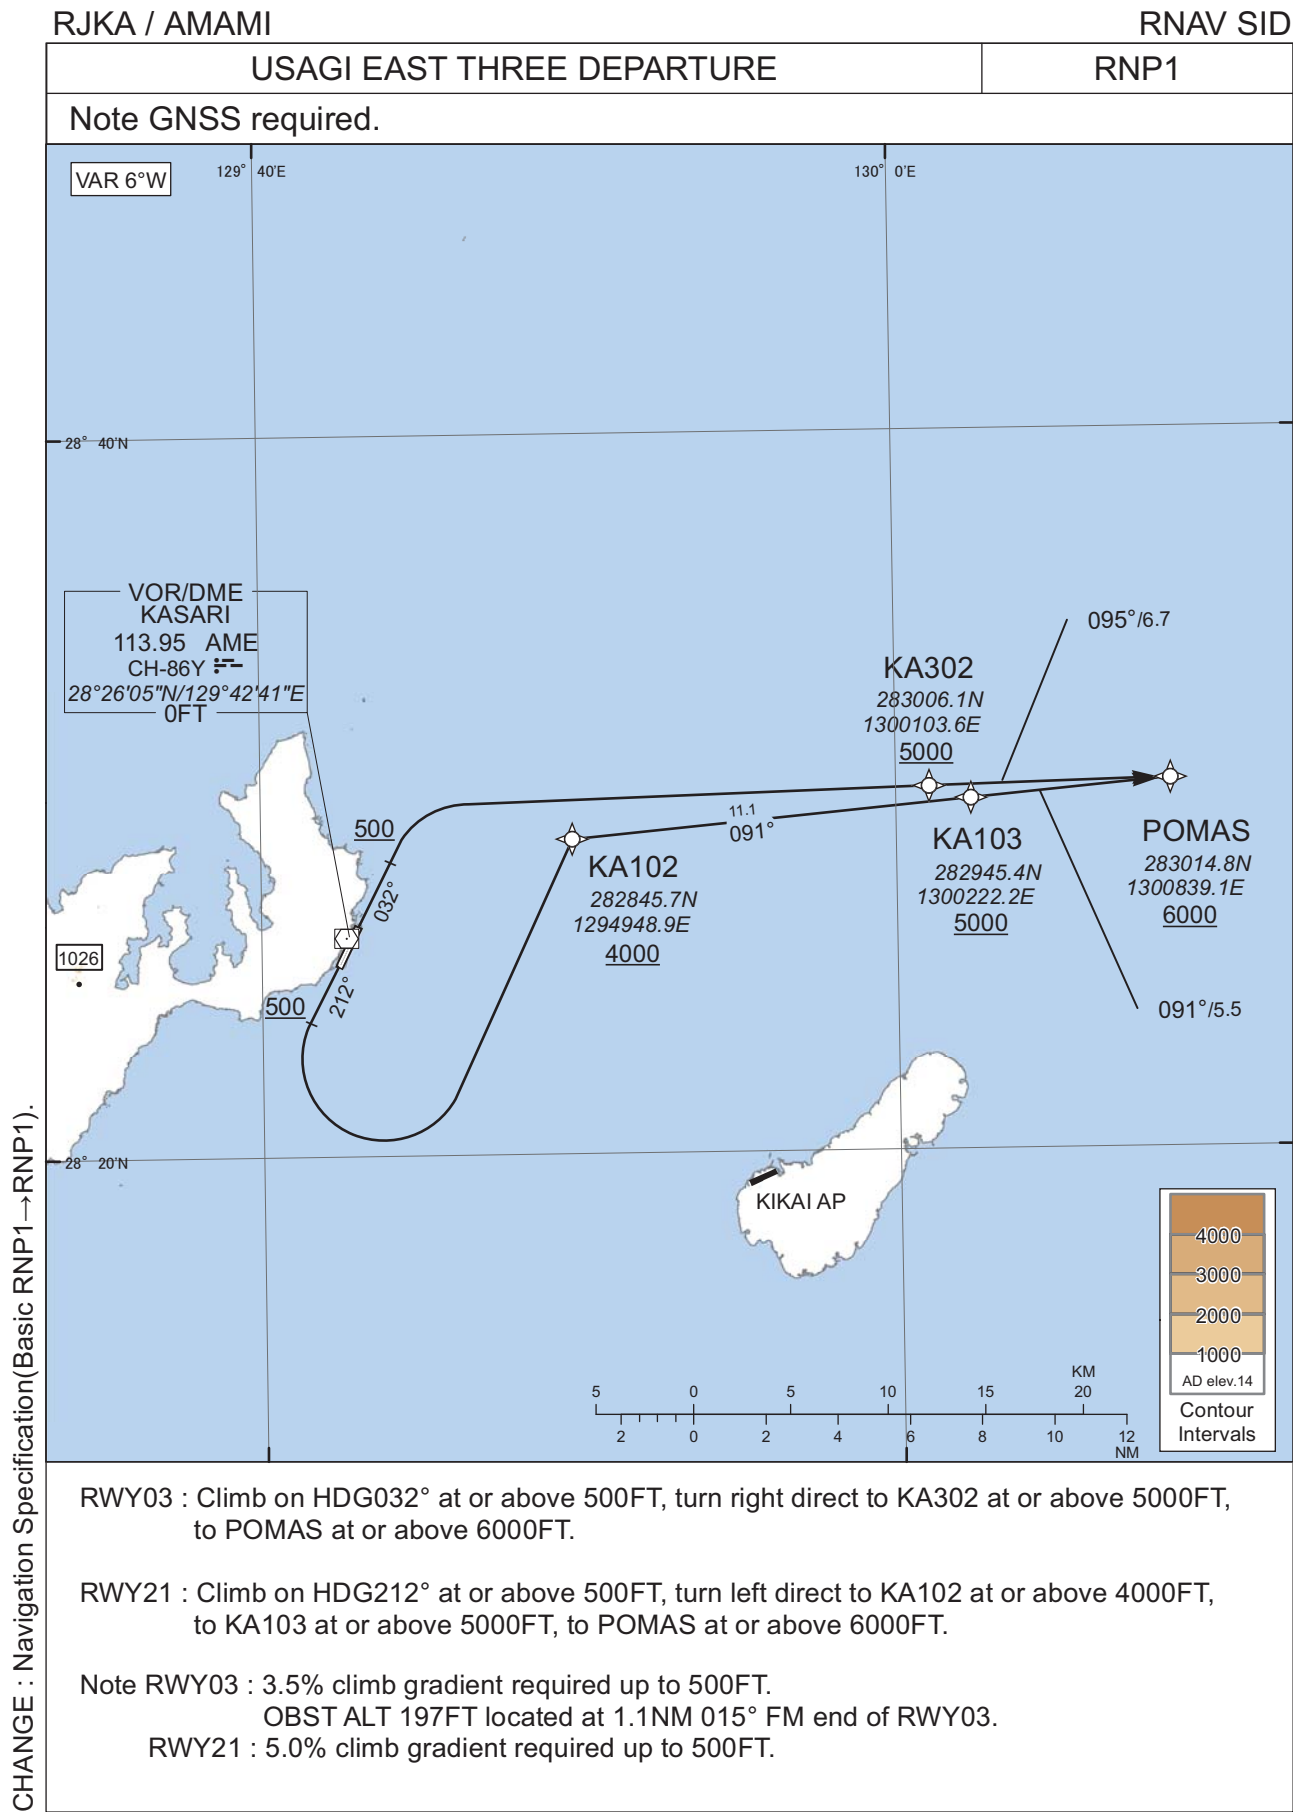 RJKA / AMAMI
RNAV SID
USAGI EAST THREE DEPARTURE
RNP1
Note GNSS required.
VAR 6°W
129° 40'E
130° 0'E
28° 40'N
VOR/DME
KASARI
113.95 AME
CH-86Y
28°26'05"N/129°42'41"E
0FT
095°/6.7
KA302
283006.1N
1300103.6E
5000
500
032°
11.1
091°
KA102
282845.7N
1294948.9E
4000
KA103
282945.4N
1300222.2E
5000
POMAS
283014.8N
1300839.1E
6000
1026
500
212°
091°/5.5
28° 20'N
KIKAI AP
4000
3000
2000
1000
AD elev.14
Contour
Intervals
KM
5 0 5 10 15 20
2 0 2 4 6 8 10 12
NM
RWY03 : Climb on HDG032° at or above 500FT, turn right direct to KA302 at or above 5000FT,
to POMAS at or above 6000FT.
RWY21 : Climb on HDG212° at or above 500FT, turn left direct to KA102 at or above 4000FT,
to KA103 at or above 5000FT, to POMAS at or above 6000FT.
Note RWY03 : 3.5% climb gradient required up to 500FT.
OBST ALT 197FT located at 1.1NM 015° FM end of RWY03.
RWY21 : 5.0% climb gradient required up to 500FT.
CHANGE : Navigation Specification(Basic RNP1→RNP1).